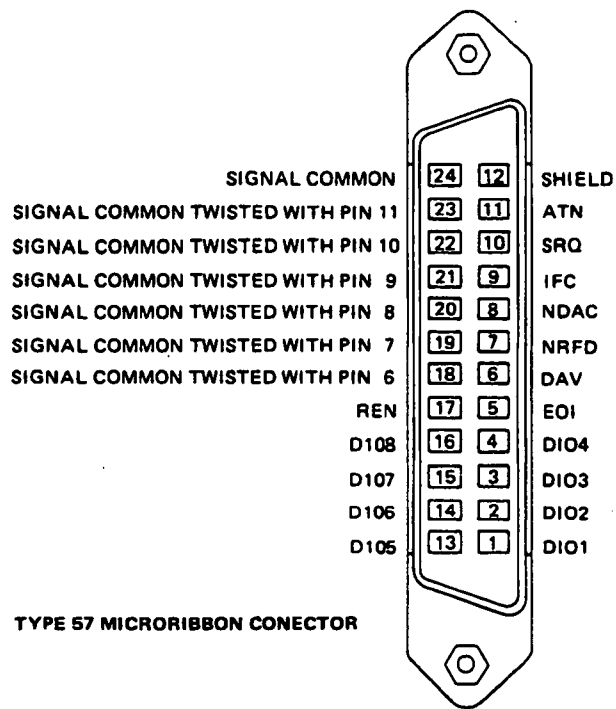 SIGNAL COMMON 24 12 SHIELD
SIGNAL COMMON TWISTED WITH PIN 11 23 11 ATN
SIGNAL COMMON TWISTED WITH PIN 10 22 10 SRQ
SIGNAL COMMON TWISTED WITH PIN 9 21 9 IFC
SIGNAL COMMON TWISTED WITH PIN 8 20 8 NDAC
SIGNAL COMMON TWISTED WITH PIN 7 19 7 NRFD
SIGNAL COMMON TWISTED WITH PIN 6 18 6 DAV
REN 17 5 EOI
D108 16 4 DIO4
D107 15 3 DIO3
D106 14 2 DIO2
D105 13 1 DIO1
TYPE 57 MICRORIBBON CONECTOR